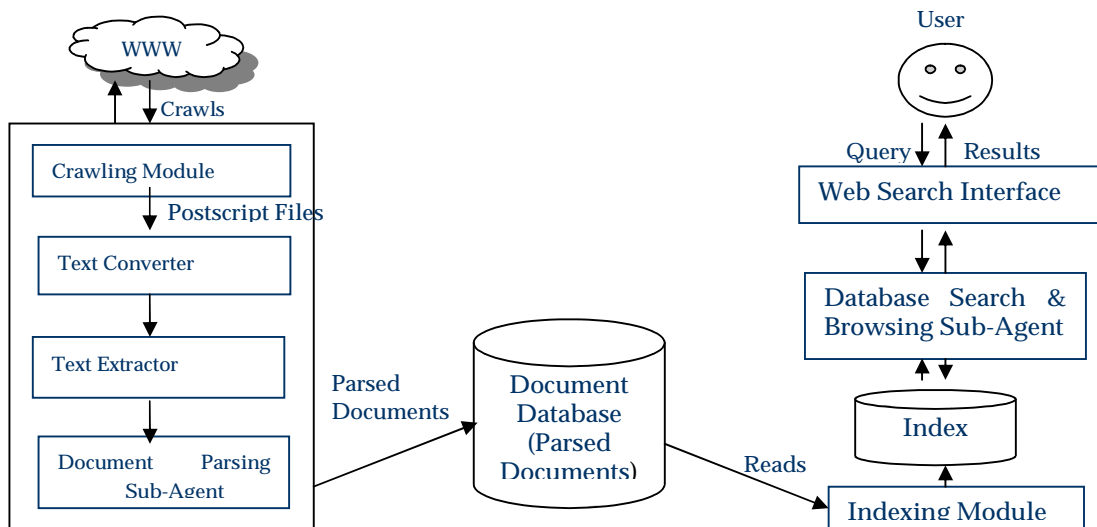 User
WWW
Crawls
Crawling Module
Postscript Files
Text Converter
Text Extractor
Document Parsing
Sub-Agent
Parsed
Documents
Document
Database
(Parsed
Documents)
Reads
Query
Results
Web Search Interface
Database Search &
Browsing Sub-Agent
Index
Indexing Module